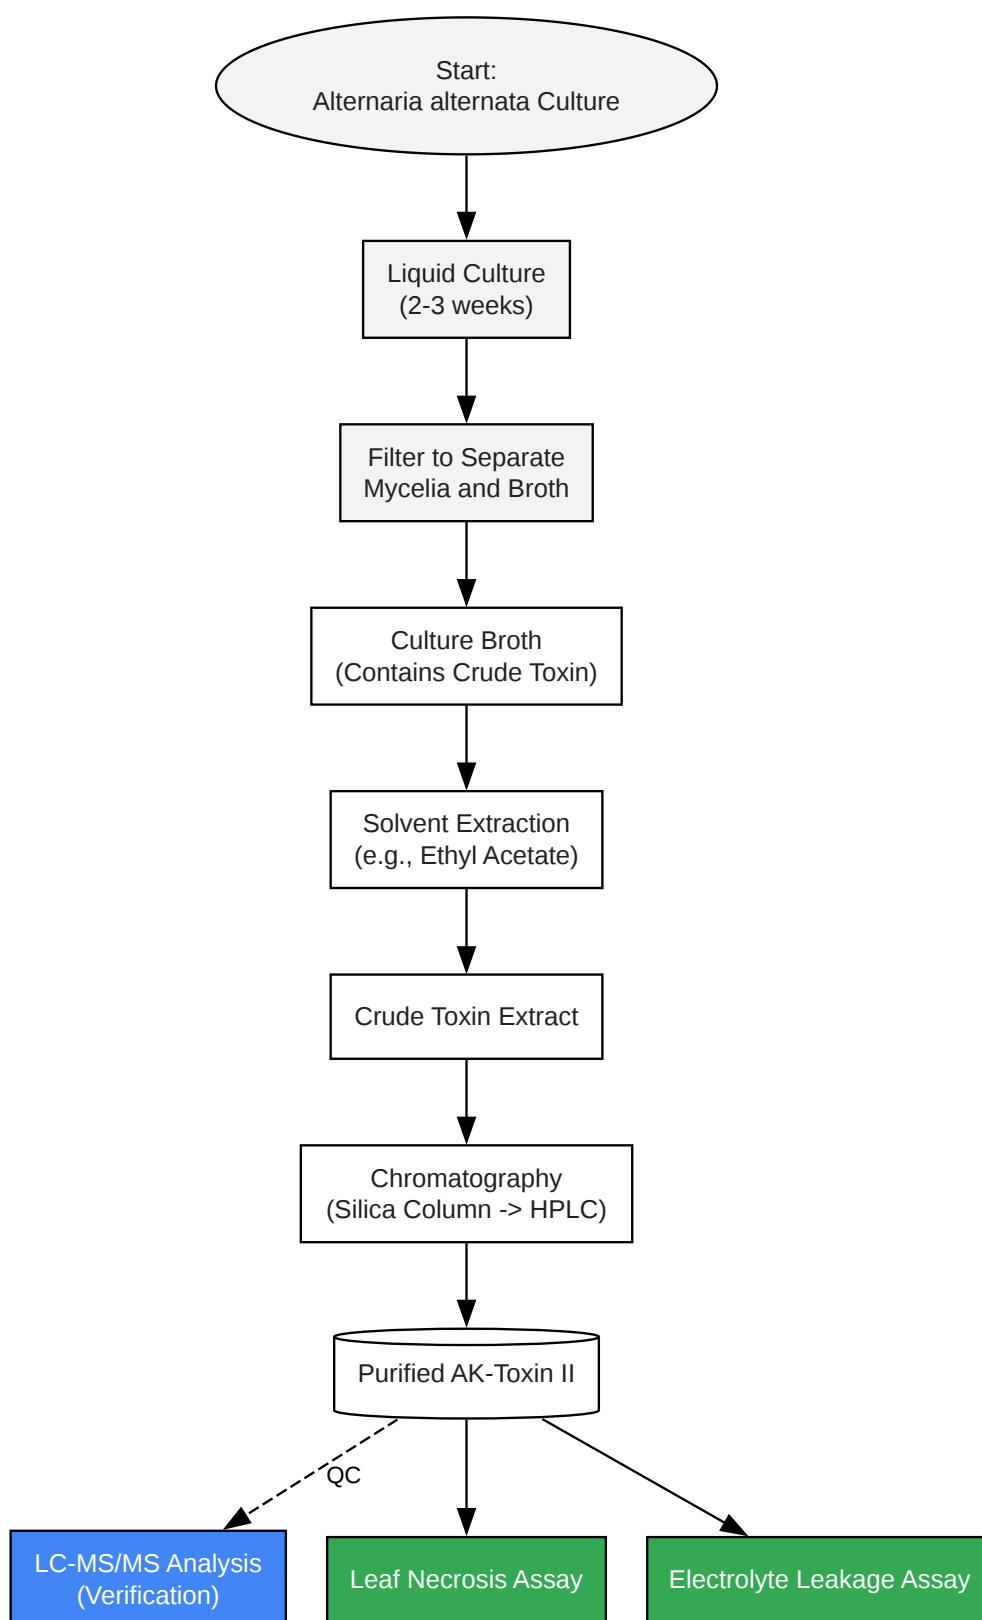 Start:
Alternaria alternata Culture
Liquid Culture
(2-3 weeks)
Filter to Separate
Mycelia and Broth
Culture Broth
(Contains Crude Toxin)
Solvent Extraction
(e.g., Ethyl Acetate)
Crude Toxin Extract
Chromatography
(Silica Column -> HPLC)
Purified AK-Toxin II
QC
LC-MS/MS Analysis
(Verification)
Leaf Necrosis Assay
Electrolyte Leakage Assay